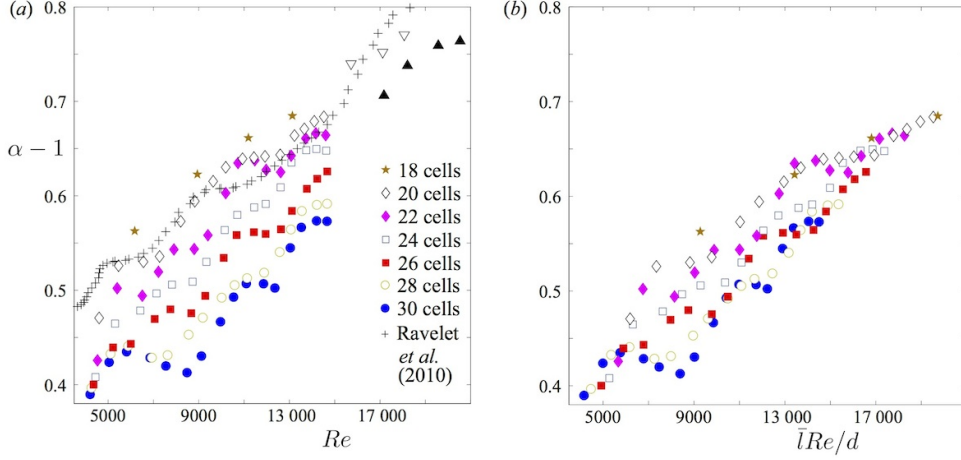 (a)
0.8
0.7
α − 1
0.6
0.5
0.4
5000
9000
13 000
17 000
Re
18 cells
20 cells
22 cells
24 cells
26 cells
28 cells
30 cells
Ravelet
et al.
(2010)
(b)
0.8
0.7
0.6
0.5
0.4
5000
9000
13 000
17 000
l̄Re/d